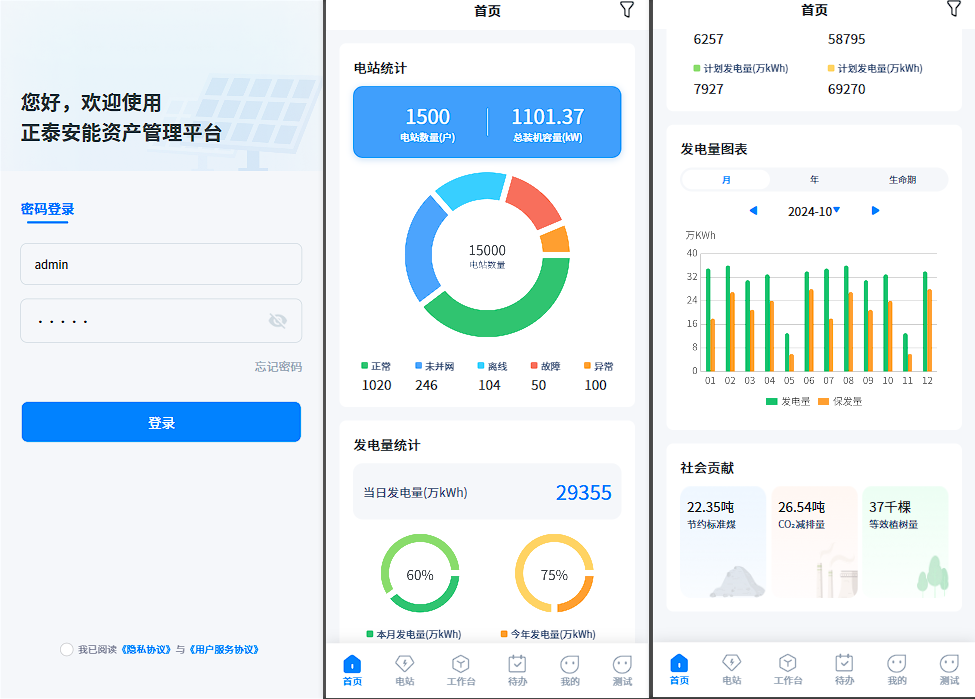 您好，欢迎使用
正泰安能资产管理平台
密码登录
admin
忘记密码
登录
我已阅读《隐私协议》与《用户服务协议》
首页
电站统计
1500
1101.37
电站数量(户)
总装机容量(kW)
15000
电站数量
正常
未并网
离线
故障
异常
1020
246
104
50
100
发电量统计
当日发电量(万kWh)
29355
60%
75%
本月发电量(万kWh)
今年发电量(万kWh)
首页
电站
工作台
待办
我的
测试
首页
6257
58795
计划发电量(万kWh)
计划发电量(万kWh)
7927
69270
发电量图表
月
年
生命期
2024-10
万KWh
40
32
24
16
8
0
01 02 03 04 05 06 07 08 09 10 11 12
发电量
保发量
社会贡献
22.35吨
26.54吨
37千棵
节约标准煤
CO₂减排量
等效植树量
首页
电站
工作台
待办
我的
测试